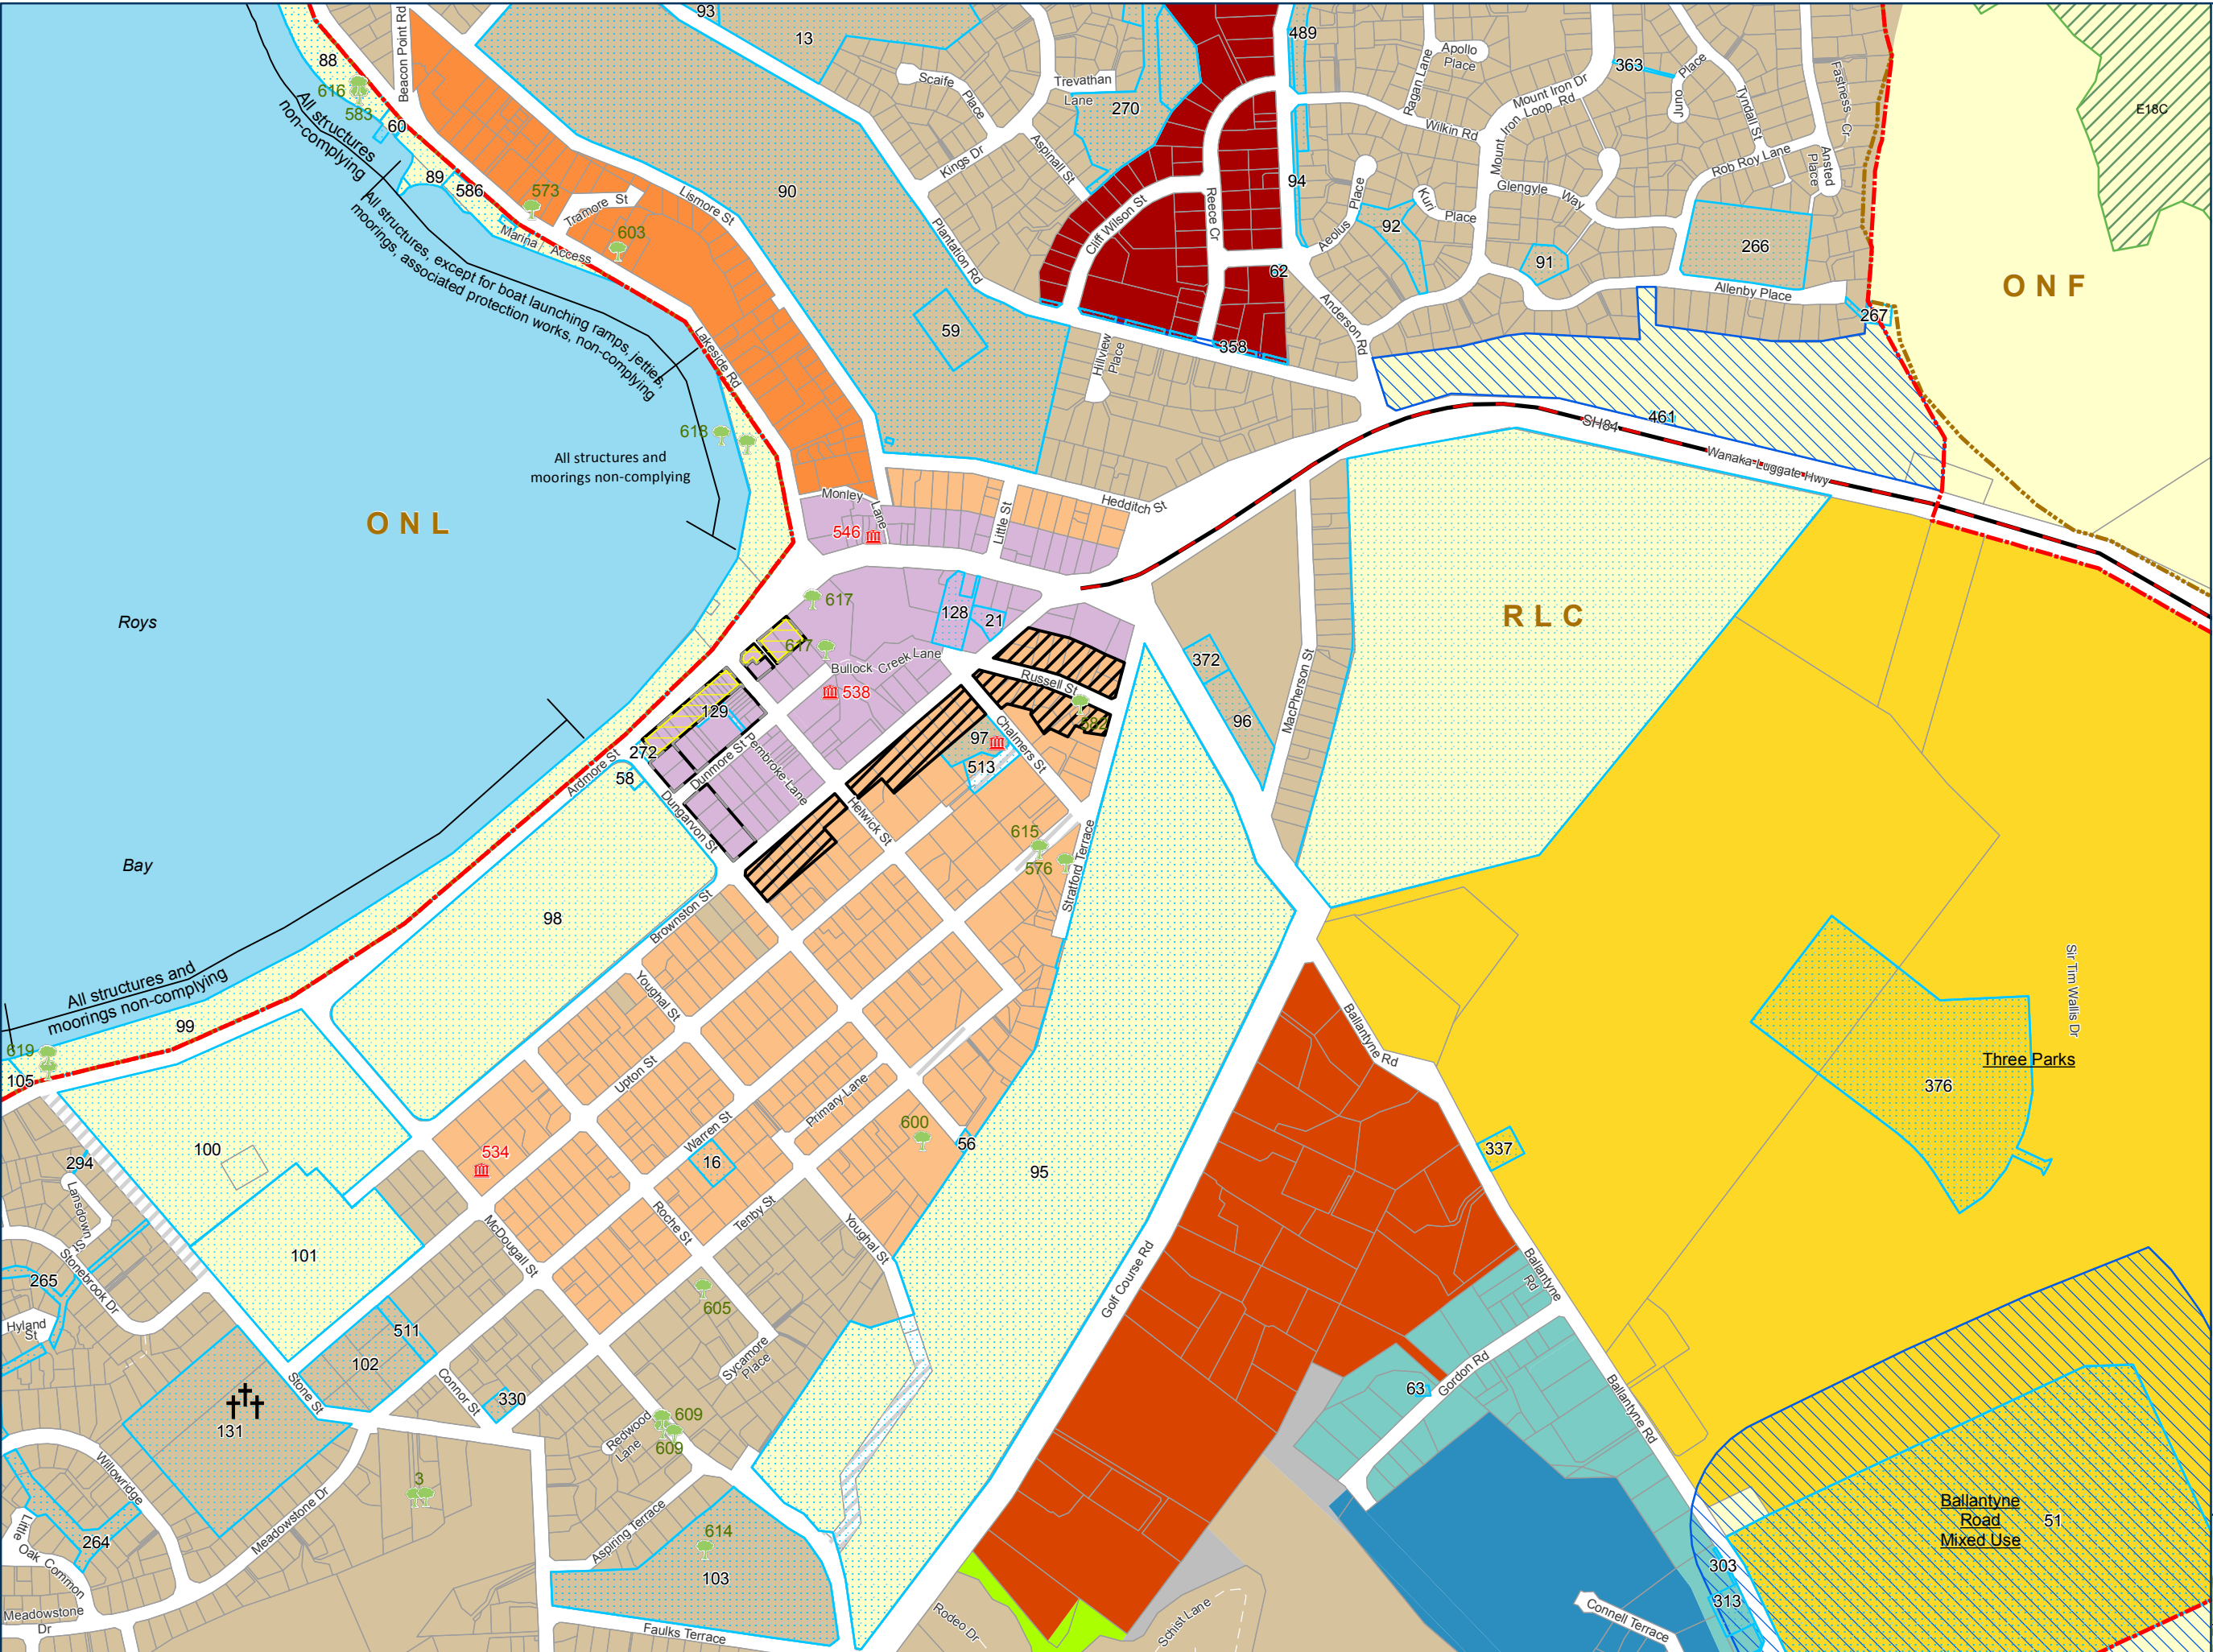 93
13
489
88
616
583
60
Beacon Point Rd
All structures
non-complying
Scaife
Place
Trevathan
Lane
270
Apollo
Place
Ragan Lane
363
Place
Juno
Mount Iron Dr
Mount Iron Loop Rd
Wilkin Rd
Tyndall St
Fastness Cr
E18C
89
586
573
Tramore St
603
Lismore St
90
Kings Dr
Aspinall St
Plantation Rd
Cliff Wilson St
Reece Cr
94
62
Aeolus Place
92
Kuri Place
Glengyle Way
91
Rob Roy Lane
Ansted
Place
266
Allenby Place
267
ONF
Marina Access
All structures, except for boat launching ramps, jetties,
moorings, associated protection works, non-complying
Lakeside Rd
59
Hillview
Place
358
Anderson Rd
618
SH84
461
Wanaka-Luggate Hwy
All structures and
moorings non-complying
ONL
Monley
Lane
546
Little St
Hedditch St
Roys
Bay
617
617
128
21
Bullock Creek Lane
538
Russell St
582
372
96
MacPherson St
RLC
129
272
58
Ardmore St
Dunmore St
Pembroke Lane
Dungarvon St
97
513
Chalmers St
Helwick St
615
576
Stratford Terrace
98
Brownston St
Youghal St
All structures and
moorings non-complying
99
619
105
Upton St
Warren St
Primary Lane
600
56
95
16
534
100
101
294
Lansdown St
Stonebrook Dr
265
Hyland
St
McDougall St
Roche St
Tenby St
Youghal St
605
Sycamore
Place
511
102
Connor St
330
Stone St
131
Redwood
Lane
609
609
3
Willowridge
Meadowstone Dr
264
Little
Oak Common
Meadowstone
Dr
Aspiring Terrace
614
103
Faulks Terrace
Golf Course Rd
Ballantyne Rd
Sir Tim Wallis Dr
Three Parks
376
337
Ballantyne
Rd
Gordon Rd
63
Ballantyne Rd
Ballantyne
Road
Mixed Use
51
303
313
Connell Terrace
Rodeo Dr
Schist Lane